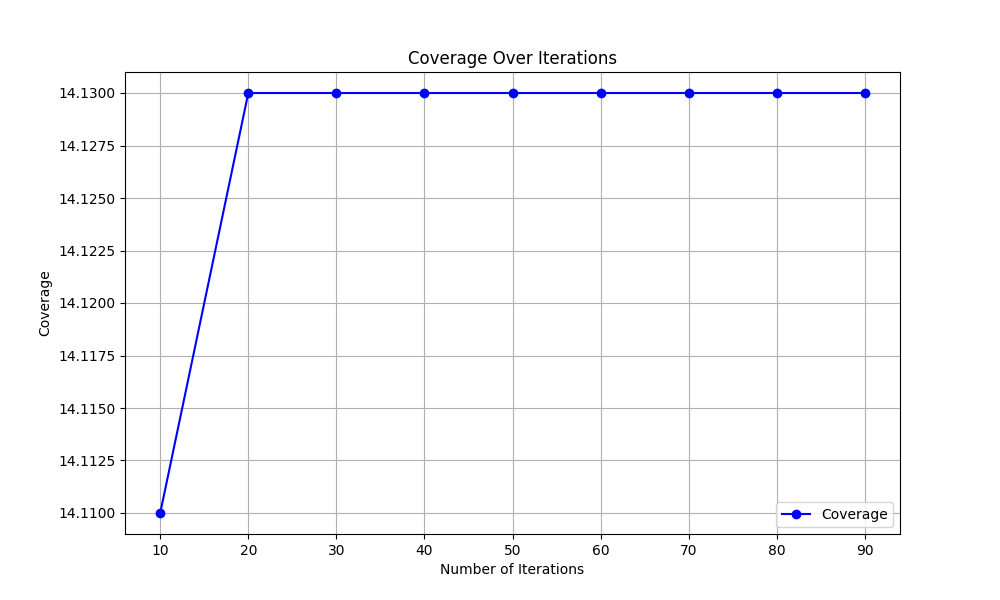 Coverage Over Iterations
14.1300
14.1275
14.1250
14.1225
14.1200
14.1175
14.1150
14.1125
14.1100
Coverage
Coverage
10 20 30 40 50 60 70 80 90
Number of Iterations